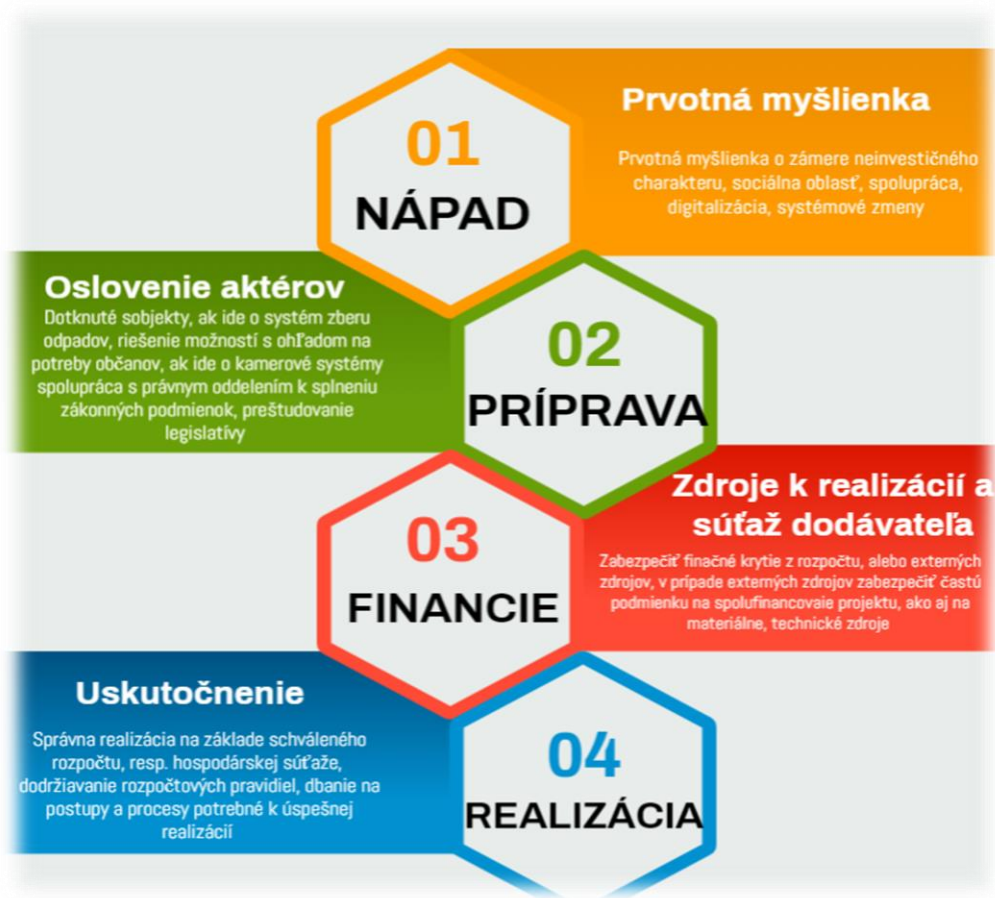 01
NÁPAD
Prvotná myšlienka
Prvotná myšlienka o zámere neinvestičného
charakteru, sociálna oblasť, spolupráca,
digitalizácia, systémové zmeny
Oslovenie aktérov
Dotknuté sobjekty, ak ide o systém zberu
odpadov, riešenie možností s ohľadom na
potreby občanov, ak ide o kamerové systémy
spolupráca s právnym oddelením k splneniu
zákonných podmienok, preštudovanie
legislatívy
02
PRÍPRAVA
03
FINANCIE
Zdroje k realizácií a
súťaž dodávateľa
Zabezpečiť finačné krytie z rozpočtu, alebo externých
zdrojov, v prípade externých zdrojov zabezpečiť častú
podmienku na spolufinancovaie projektu, ako aj na
materiálne, technické zdroje
Uskutočnenie
Správna realizácia na základe schváleného
rozpočtu, resp. hospodárskej súťaže,
dodržiavanie rozpočtových pravidiel, dbanie na
postupy a procesy potrebné k úspešnej
realizácií
04
REALIZÁCIA